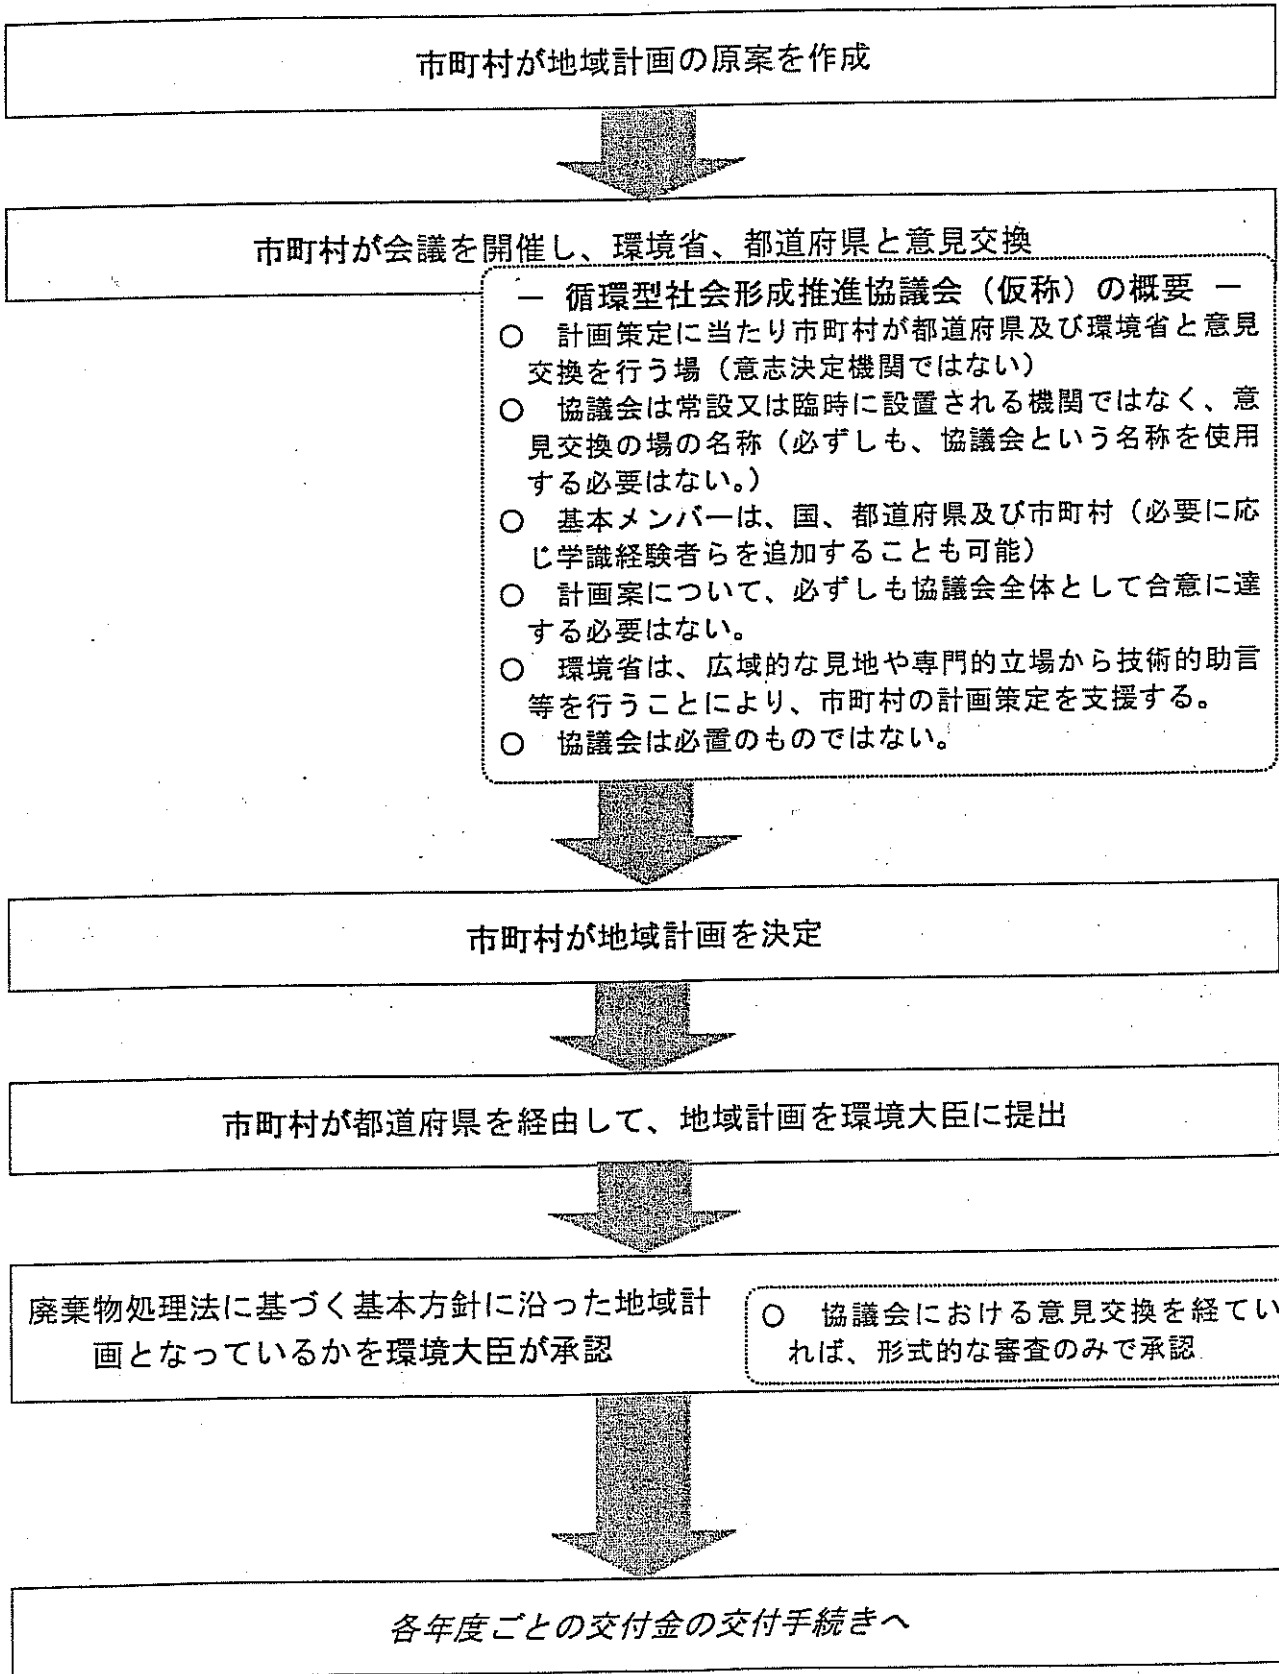 市町村が地域計画の原案を作成
市町村が会議を開催し、環境省、都道府県と意見交換
－ 循環型社会形成推進協議会（仮称）の概要 －
○　計画策定に当たり市町村が都道府県及び環境省と意見
交換を行う場（意志決定機関ではない）
○　協議会は常設又は臨時に設置される機関ではなく、意
見交換の場の名称（必ずしも、協議会という名称を使用
する必要はない。）
○　基本メンバーは、国、都道府県及び市町村（必要に応
じ学識経験者らを追加することも可能）
○　計画案について、必ずしも協議会全体として合意に達
する必要はない。
○　環境省は、広域的な見地や専門的立場から技術的助言
等を行うことにより、市町村の計画策定を支援する。
○　協議会は必置のものではない。
市町村が地域計画を決定
市町村が都道府県を経由して、地域計画を環境大臣に提出
廃棄物処理法に基づく基本方針に沿った地域計
画となっているかを環境大臣が承認
○　協議会における意見交換を経てい
れば、形式的な審査のみで承認
各年度ごとの交付金の交付手続きへ